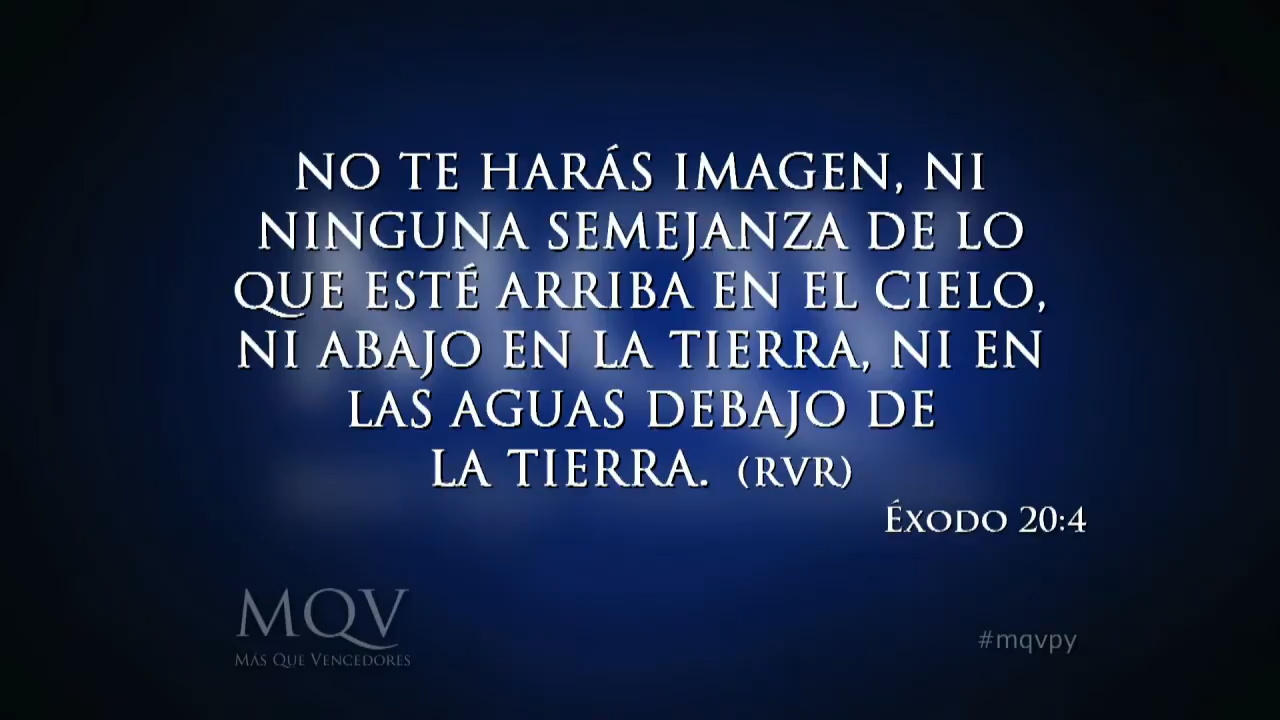 NO TE HARÁS IMAGEN, NI
NINGUNA SEMEJANZA DE LO
QUE ESTÉ ARRIBA EN EL CIELO,
NI ABAJO EN LA TIERRA, NI EN
LAS AGUAS DEBAJO DE
LA TIERRA. (RVR)
ÉXODO 20:4
MQV
MÁS QUE VENCEDORES
#mqvpy